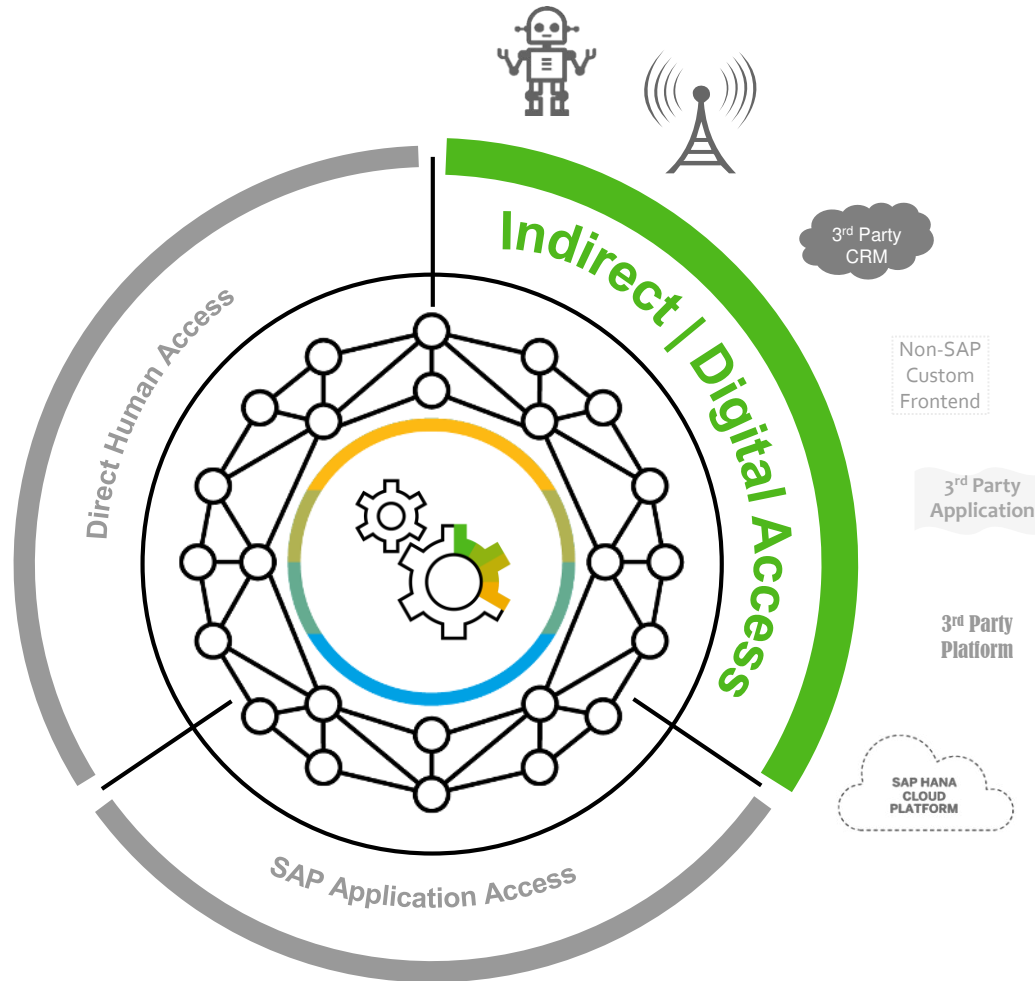 Direct Human Access
Indirect | Digital Access
SAP Application Access
3rd Party
CRM
Non-SAP
Custom
Frontend
3rd Party
Application
3rd Party
Platform
SAP HANA
CLOUD
PLATFORM